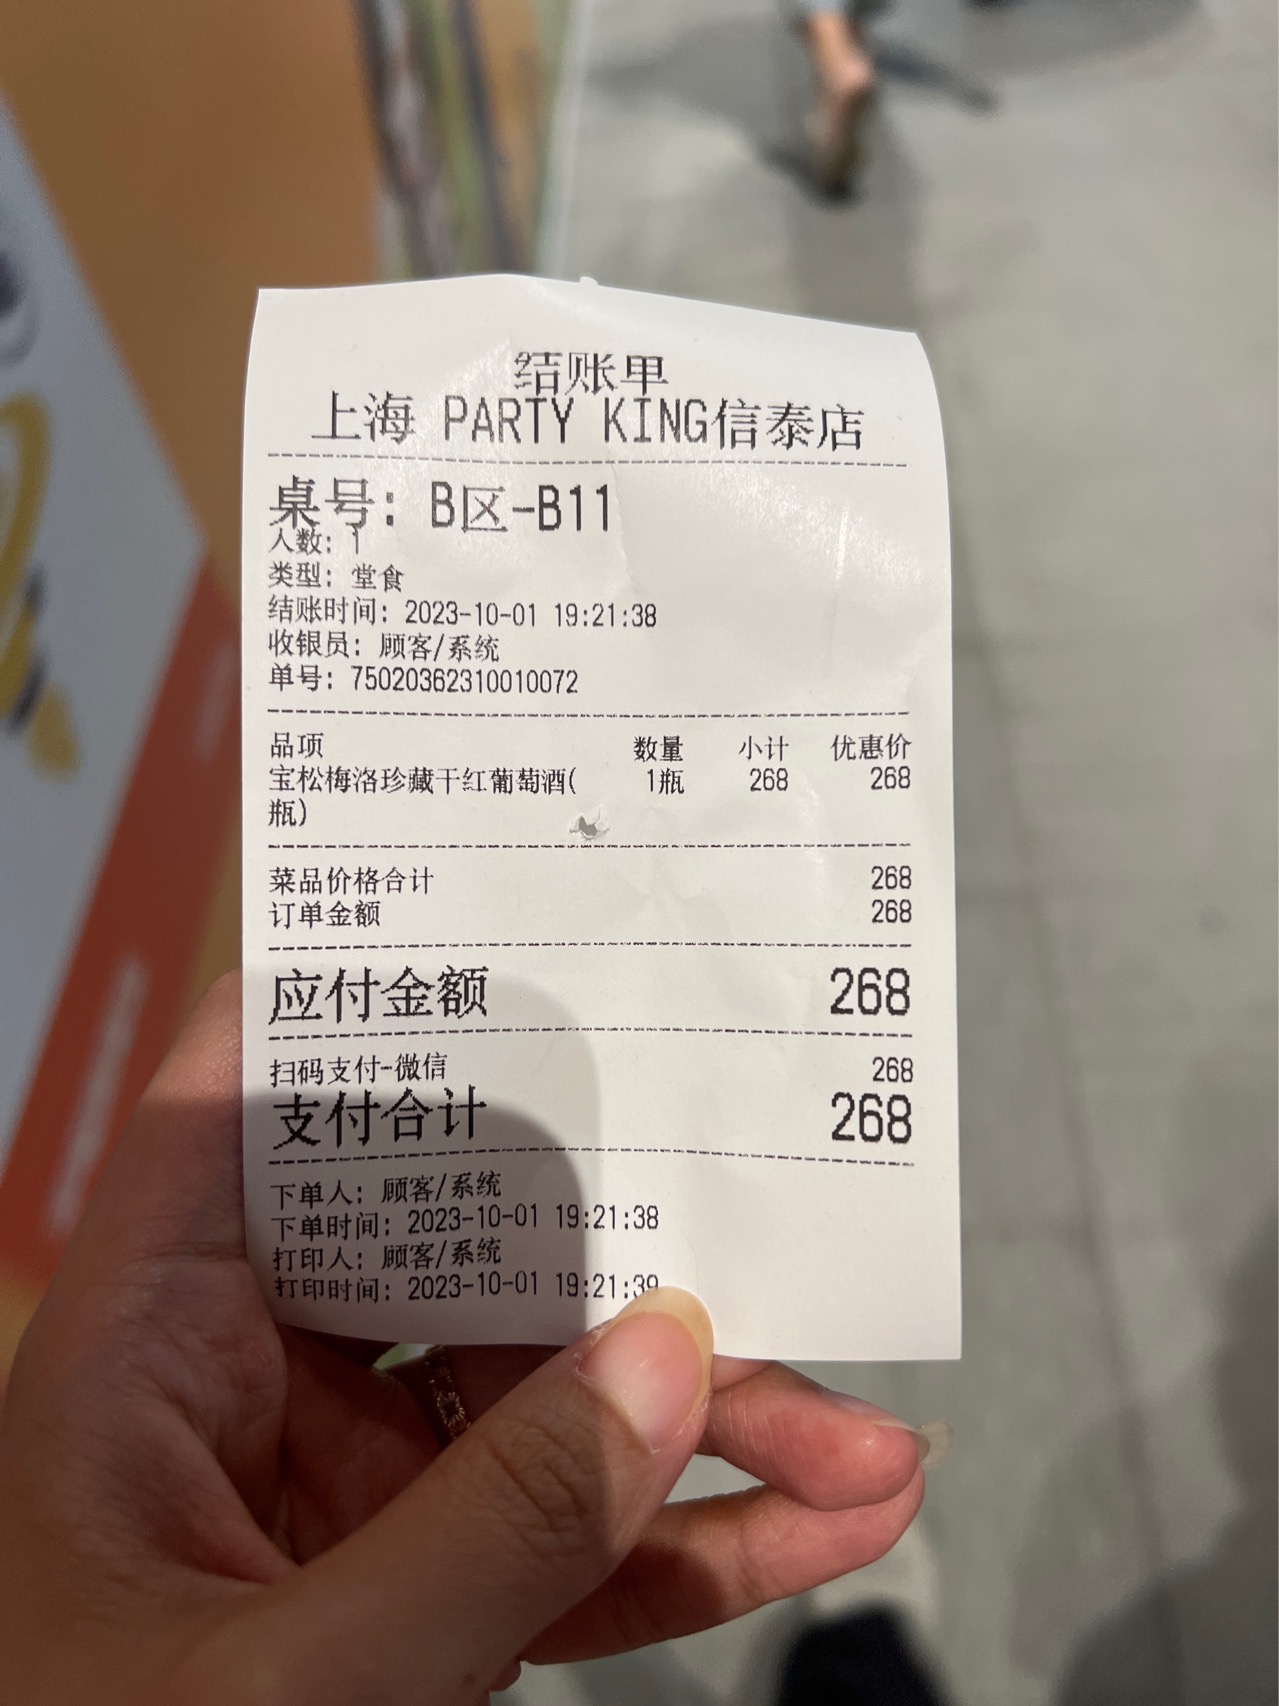 结账单
上海 PARTY KING信泰店
桌号: B区-B11
人数: 1
类型: 堂食
结账时间: 2023-10-01 19:21:38
收银员: 顾客/系统
单号: 75020362310010072
品项 数量 小计 优惠价
宝松梅洛珍藏干红葡萄酒( 1瓶 268 268
瓶)
菜品价格合计 268
订单金额 268
应付金额 268
扫码支付-微信 268
支付合计 268
下单人: 顾客/系统
下单时间: 2023-10-01 19:21:38
打印人: 顾客/系统
打印时间: 2023-10-01 19:21:39